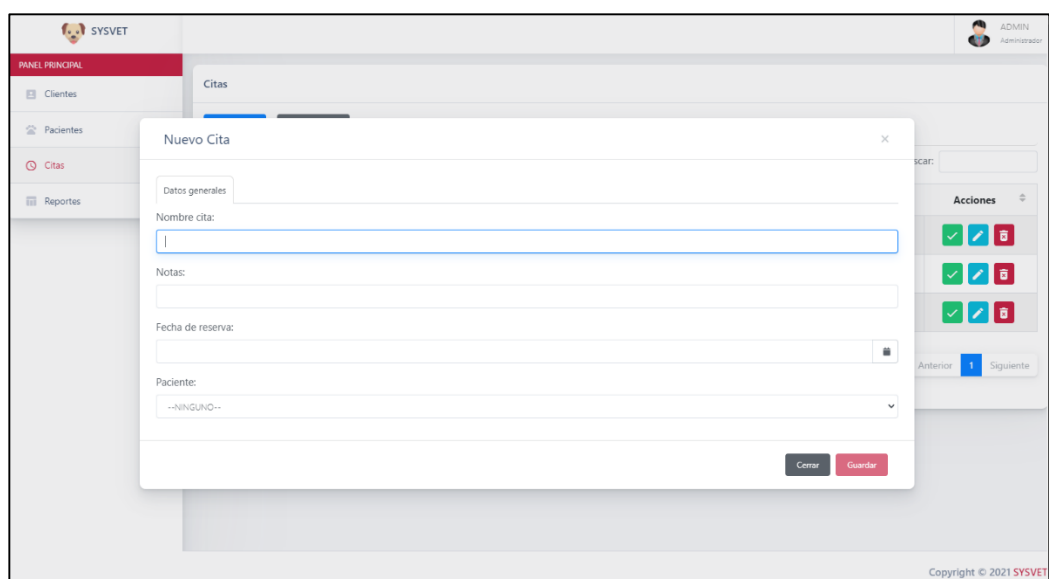 SYSVET
ADMIN
Administrador
PANEL PRINCIPAL
Clientes
Pacientes
Citas
Reportes
Citas
Nuevo Cita
×
Datos generales
Nombre cita:
Notas:
Fecha de reserva:
Paciente:
--NINGUNO--
Cerrar Guardar
scar:
Acciones
Anterior 1 Siguiente
Copyright © 2021 SYSVET